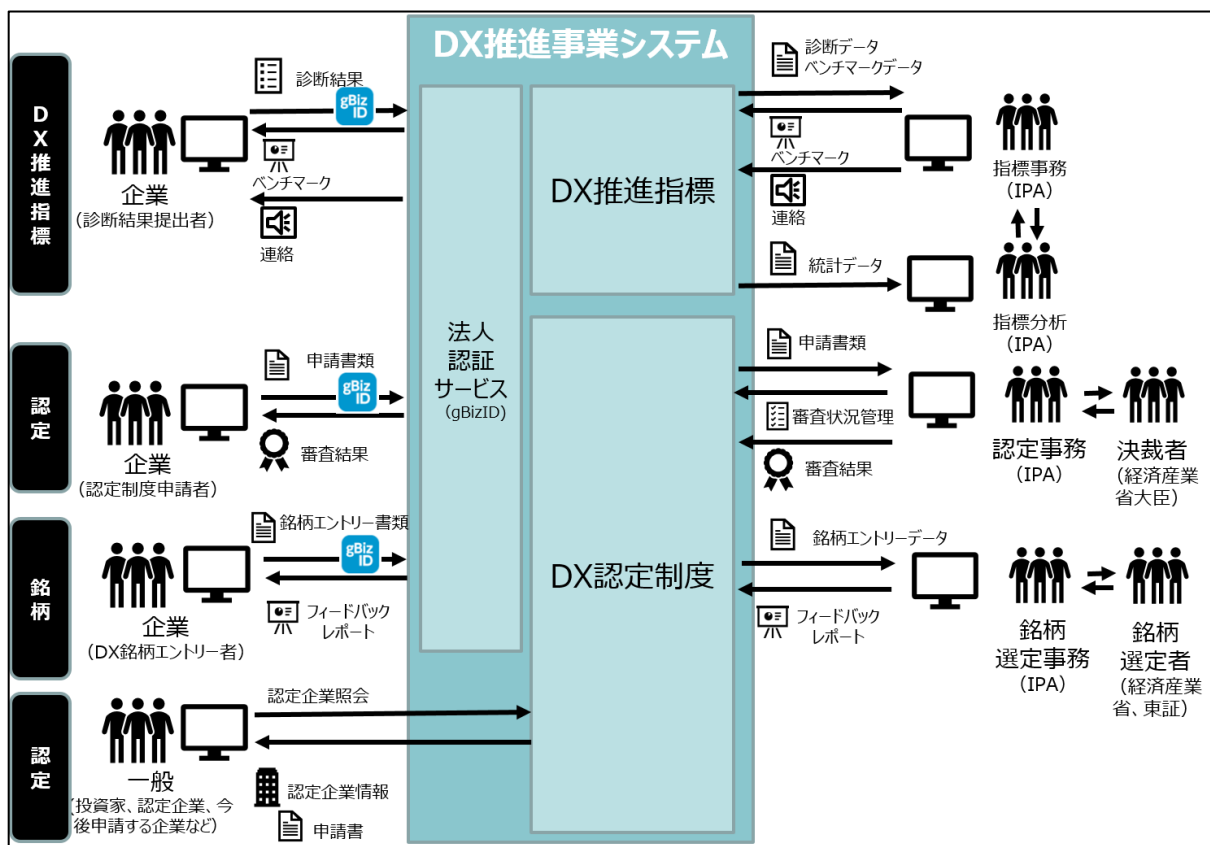 DX推進事業システム
DX推進指標
診断結果
gBiz
ID
ベンチマーク
連絡
企業
(診断結果提出者)
法人
認証
サービス
(gBizID)
DX推進指標
診断データ
ベンチマークデータ
ベンチマーク
連絡
指標事務
(IPA)
統計データ
指標分析
(IPA)
認定
申請書類
gBiz
ID
審査結果
企業
(認定制度申請者)
DX認定制度
申請書類
審査状況管理
審査結果
認定事務
(IPA)
決裁者
(経済産業
省大臣)
銘柄
銘柄エントリー書類
gBiz
ID
フィードバック
レポート
企業
(DX銘柄エントリー者)
銘柄エントリーデータ
フィードバック
レポート
銘柄
選定事務
(IPA)
銘柄
選定者
(経済産業
省、東証)
認定
認定企業照会
一般
(投資家、認定企業、今
後申請する企業など)
認定企業情報
申請書